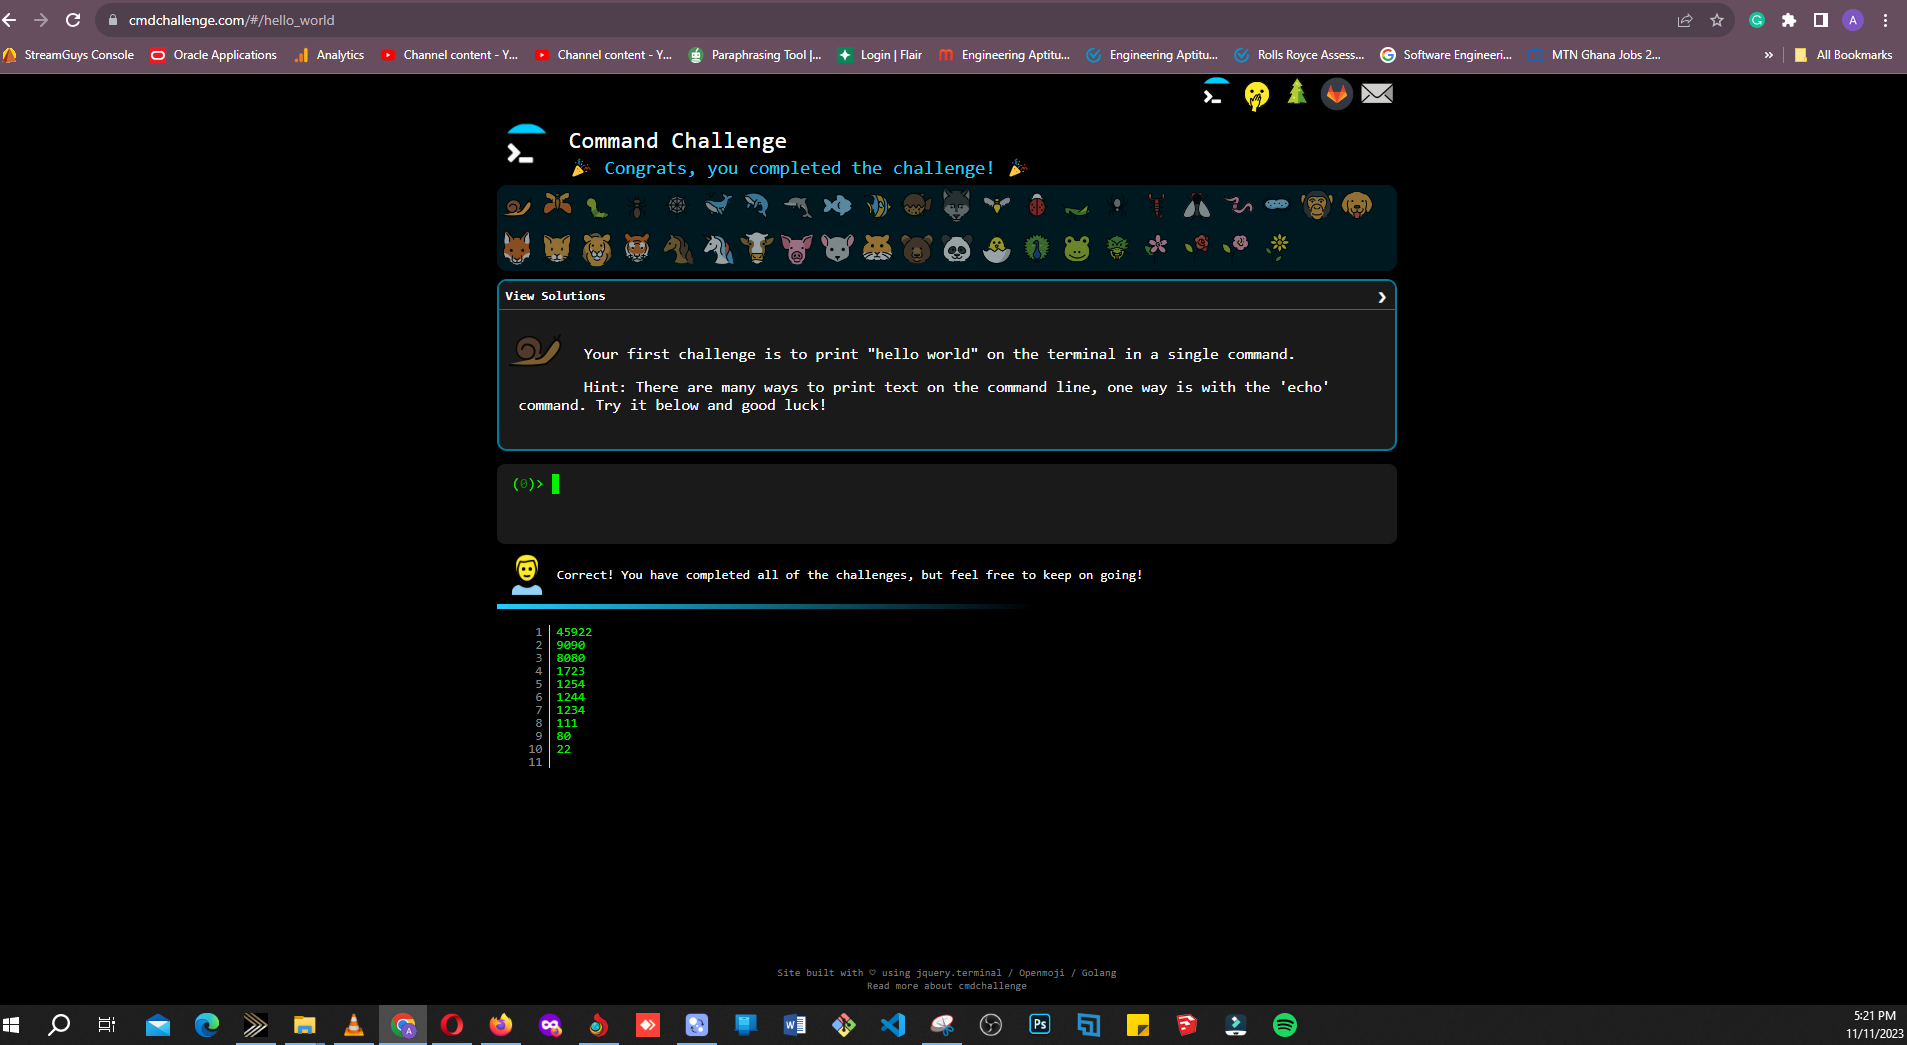 cmdchallenge.com/#/hello_world
A
StreamGuys Console
Oracle Applications
Analytics
Channel content - Y...
Channel content - Y...
Paraphrasing Tool |...
Login | Flair
Engineering Aptitu...
Engineering Aptitu...
Rolls Royce Assess...
Software Engineeri...
MTN Ghana Jobs 2...
»
All Bookmarks
Command Challenge
Congrats, you completed the challenge!
View Solutions
Your first challenge is to print "hello world" on the terminal in a single command.
Hint: There are many ways to print text on the command line, one way is with the 'echo'
command. Try it below and good luck!
(0)>
Correct! You have completed all of the challenges, but feel free to keep on going!
1 45922
2 9090
3 8080
4 1723
5 1254
6 1244
7 1234
8 111
9 80
10 22
11
Site built with ♡ using jquery.terminal / Openmoji / Golang
Read more about cmdchallenge
Ps
5:21 PM
11/11/2023